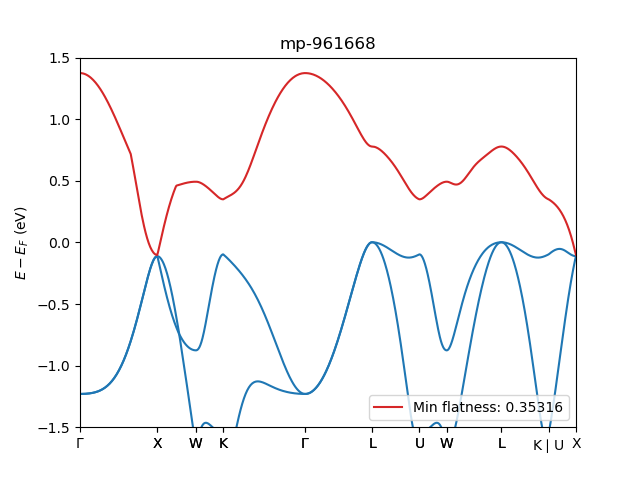 mp-961668
E − E_F (eV)
1.5
1.0
0.5
0.0
−0.5
−1.0
−1.5
Min flatness: 0.35316
Γ X W K Γ L U W L K | U X